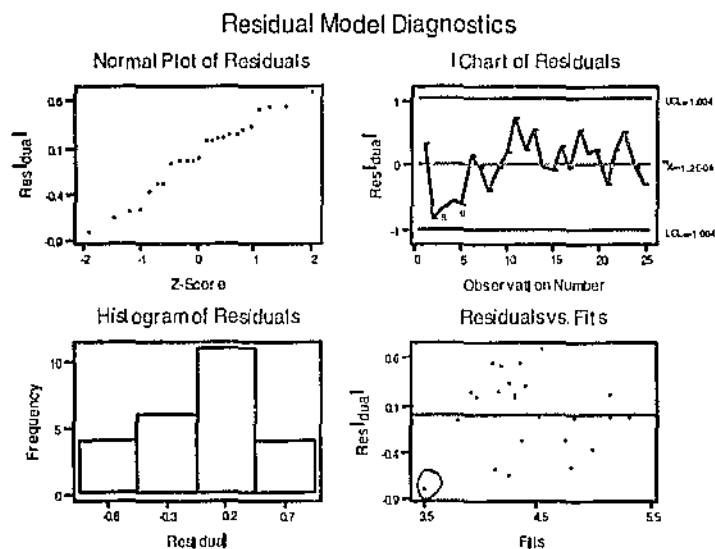 Residual Model Diagnostics
Normal Plot of Residuals
Residual
0.6
0.1
-0.4
-0.9
-2
-1
0
1
2
Z-Score
I Chart of Residuals
Residual
1
0
-1
UCL=1.004
LCL=-1.004
0
5
10
15
20
25
Observation Number
Histogram of Residuals
Frequency
10
5
0
-0.8
-0.3
0.2
0.7
Residual
Residuals vs. Fits
Residual
0.6
0.1
-0.4
-0.9
3.5
4.5
5.5
Fits